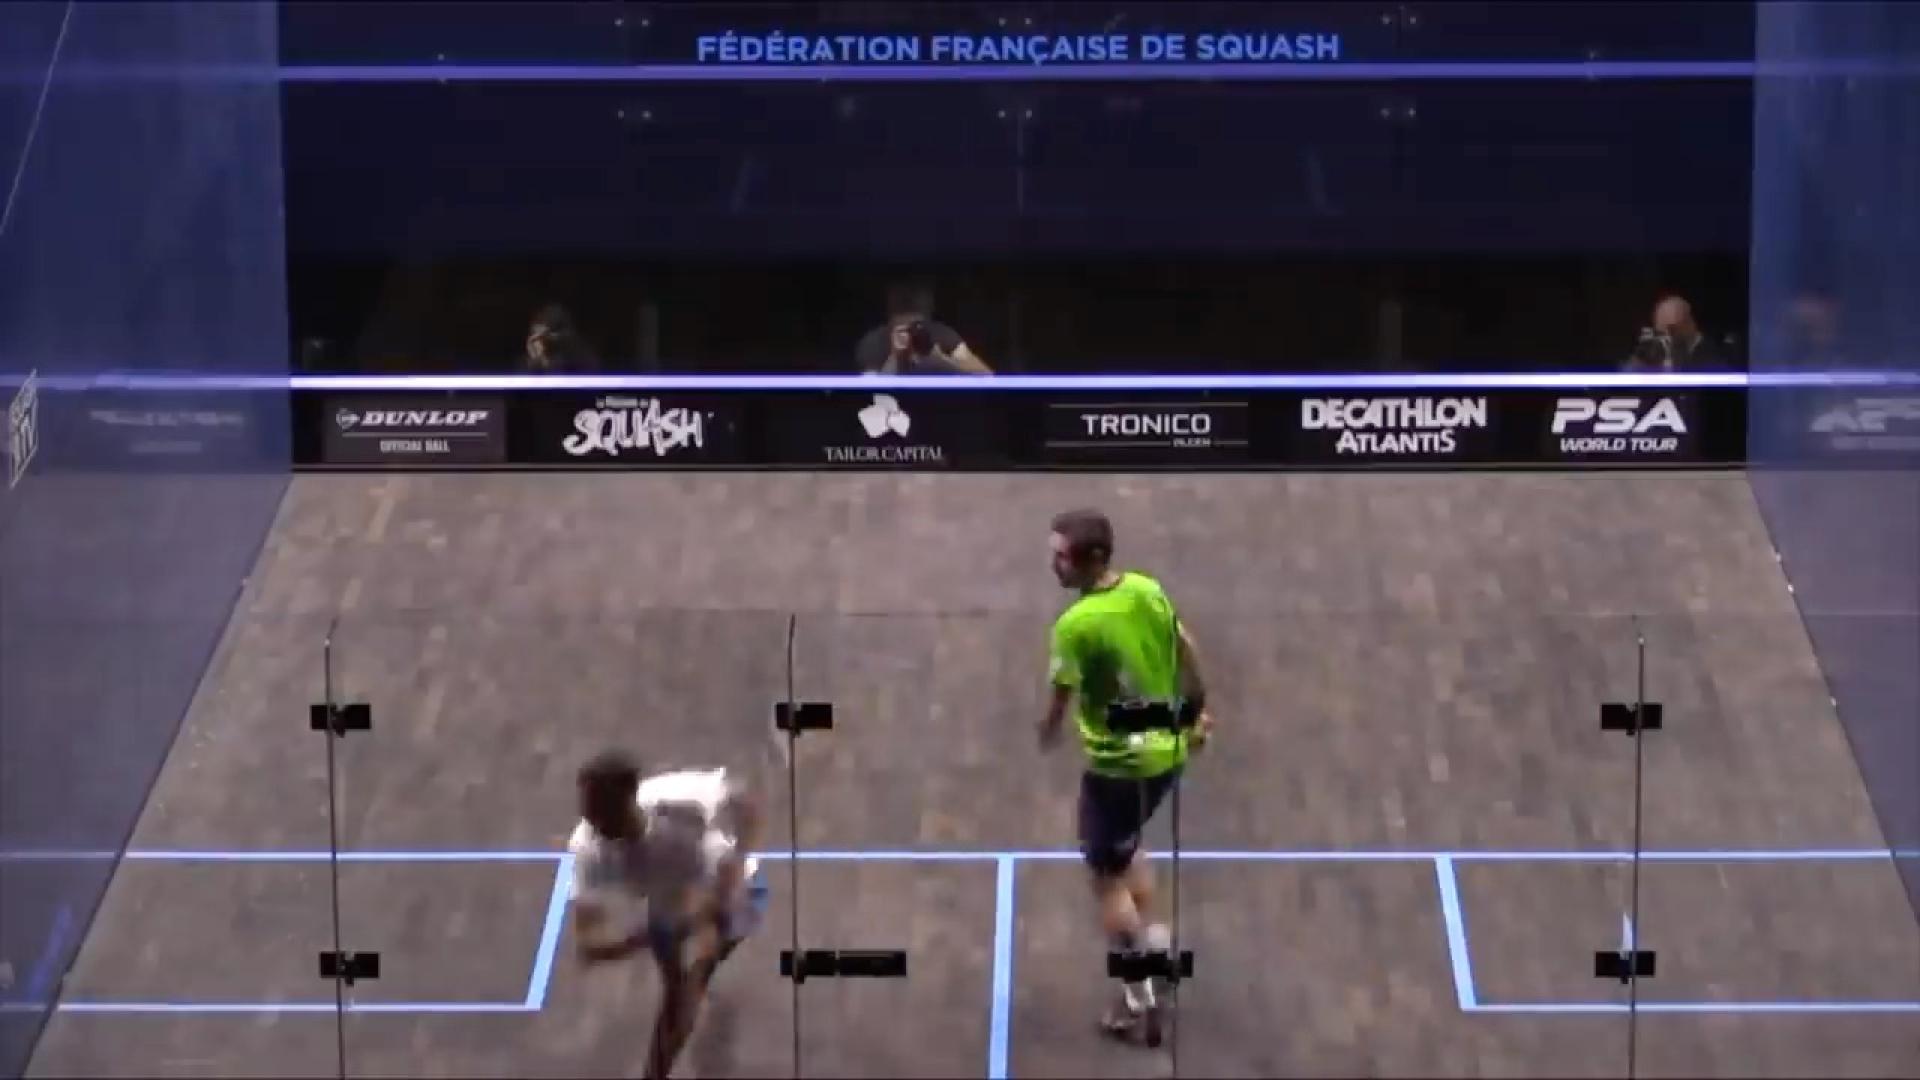 FÉDÉRATION FRANÇAISE DE SQUASH
DUNLOP
OFFICIAL BALL
SQUASH
TAILOR CAPITAL
TRONICO
DECATHLON
ATLANTIS
PSA
WORLD TOUR